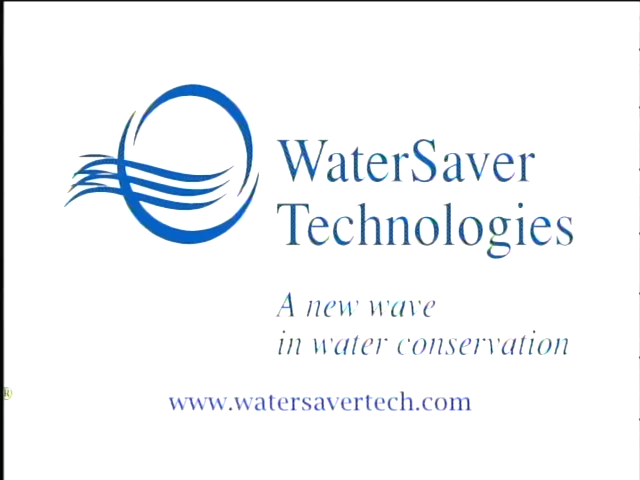 WaterSaver
Technologies
A new wave
in water conservation
®
www.watersavertech.com